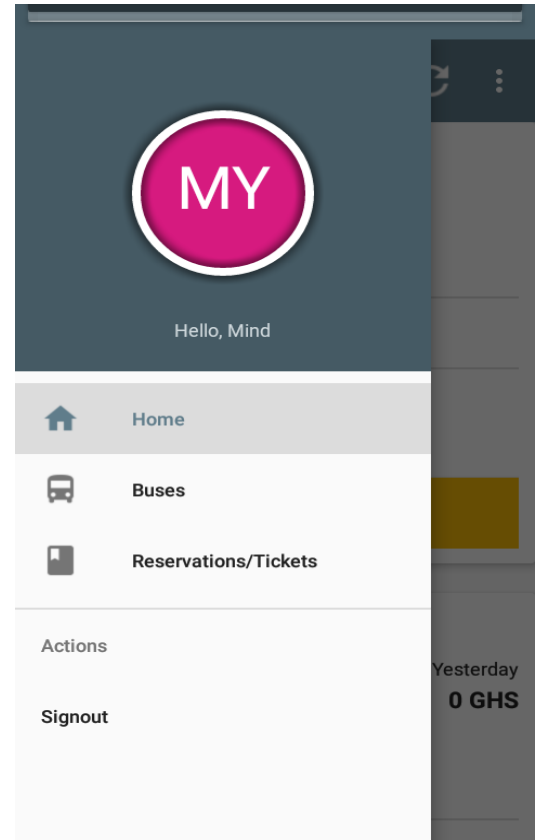 MY
Hello, Mind
Home
Buses
Reservations/Tickets
Actions
Signout
Yesterday
0 GHS